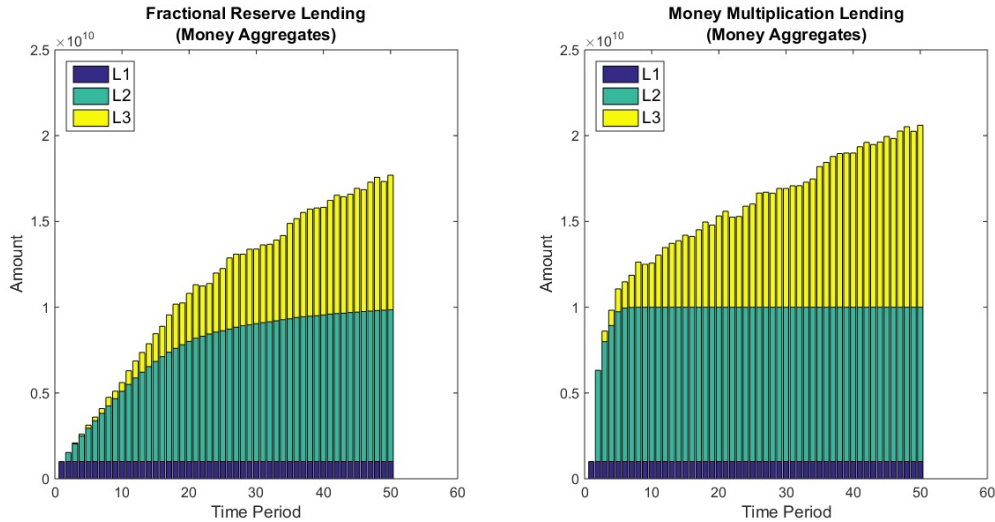 Fractional Reserve Lending
(Money Aggregates)
×10^10
2.5
2
1.5
1
0.5
0
Amount
L1
L2
L3
0 10 20 30 40 50 60
Time Period
Money Multiplication Lending
(Money Aggregates)
×10^10
2.5
2
1.5
1
0.5
0
Amount
L1
L2
L3
0 10 20 30 40 50 60
Time Period